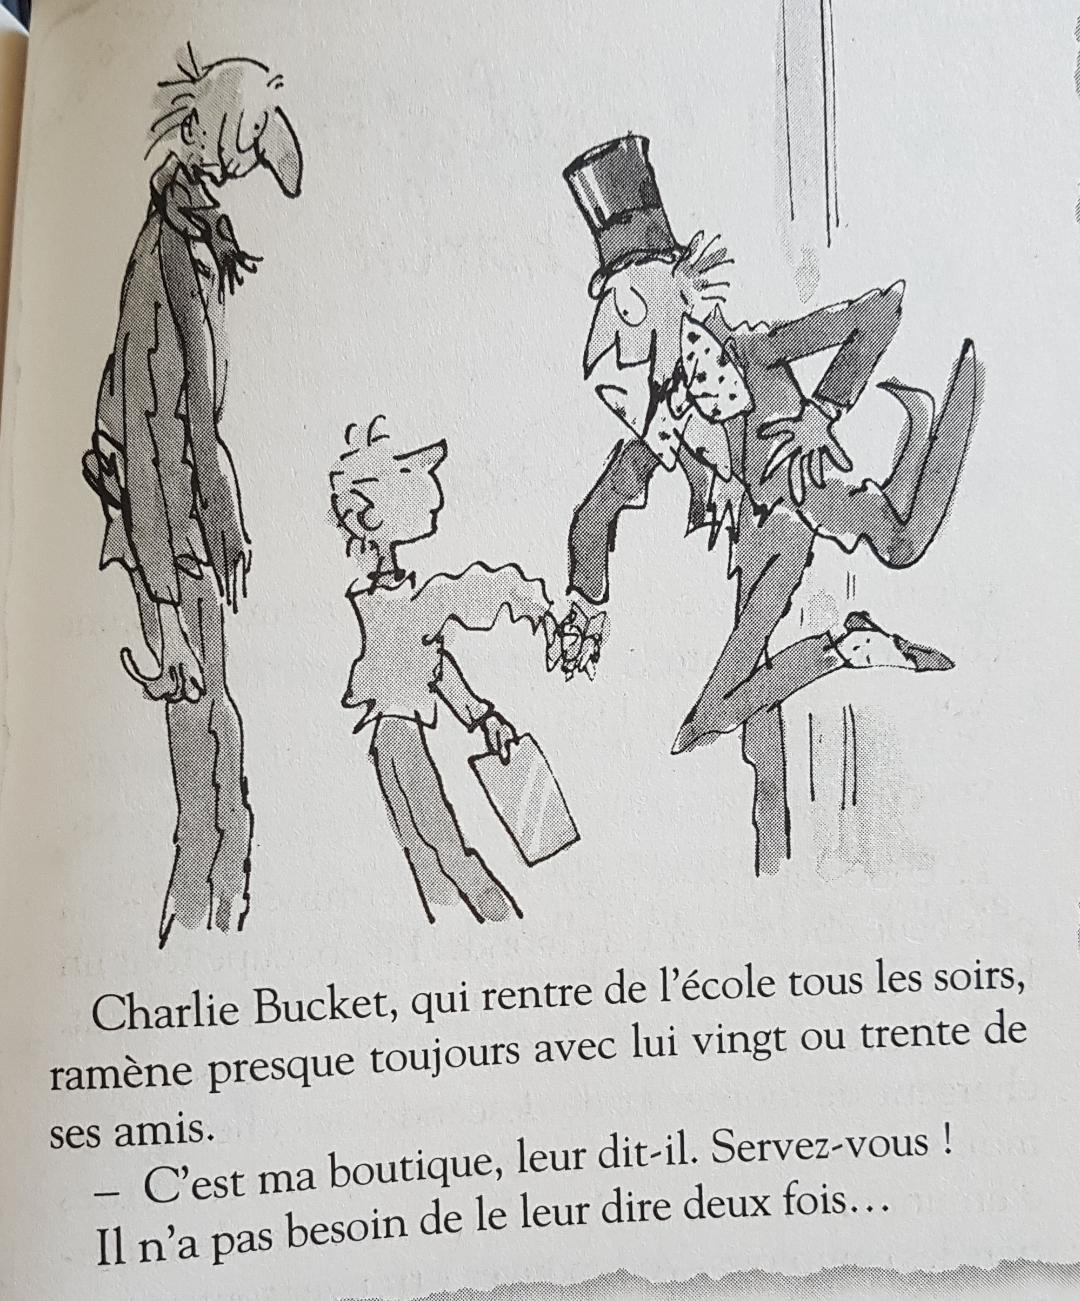 Charlie Bucket, qui rentre de l'école tous les soirs,
ramène presque toujours avec lui vingt ou trente de
ses amis.
– C'est ma boutique, leur dit-il. Servez-vous !
Il n'a pas besoin de le leur dire deux fois...